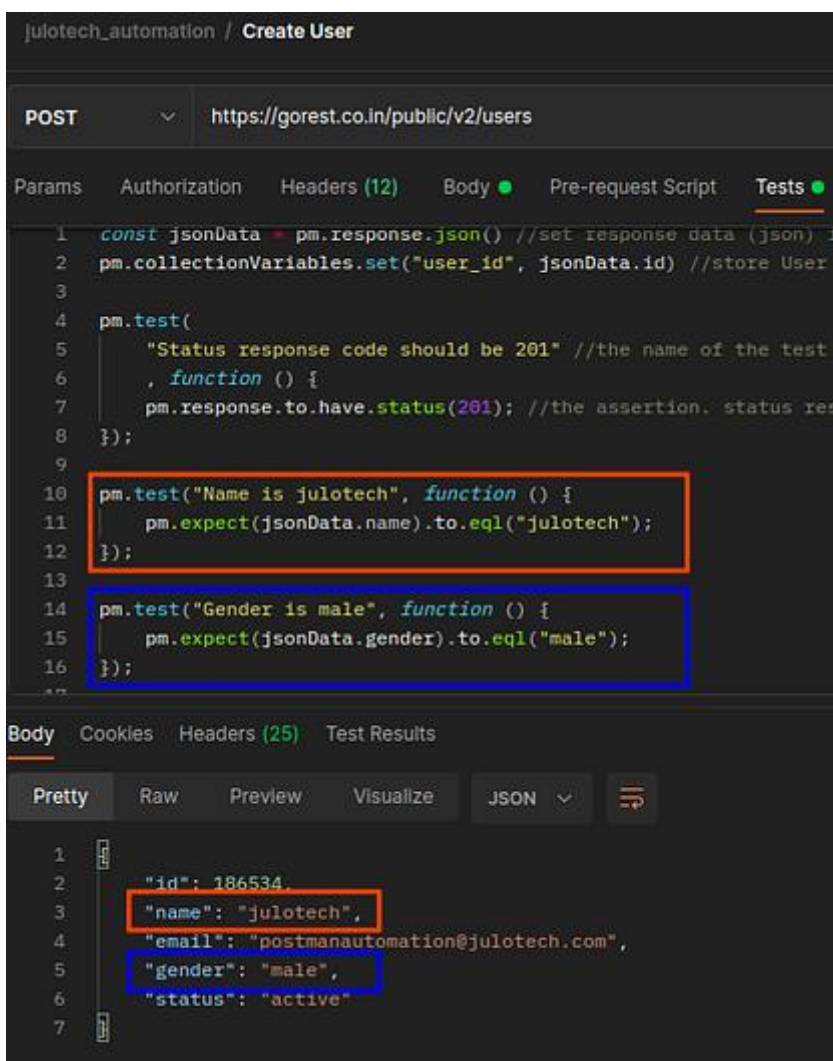 julotech_automation / Create User
POST https://gorest.co.in/public/v2/users
Params Authorization Headers (12) Body Pre-request Script Tests
1 const jsonData = pm.response.json() //set response data (json)
2 pm.collectionVariables.set("user_id", jsonData.id) //store User
3
4 pm.test(
5 "Status response code should be 201" //the name of the test
6 , function () {
7 pm.response.to.have.status(201); //the assertion. status res
8 });
9
10 pm.test("Name is julotech", function () {
11 pm.expect(jsonData.name).to.eql("julotech");
12 });
13
14 pm.test("Gender is male", function () {
15 pm.expect(jsonData.gender).to.eql("male");
16 });
17
Body Cookies Headers (25) Test Results
Pretty Raw Preview Visualize JSON
1 {
2 "id": 186534,
3 "name": "julotech",
4 "email": "postmanautomation@julotech.com",
5 "gender": "male",
6 "status": "active"
7 }